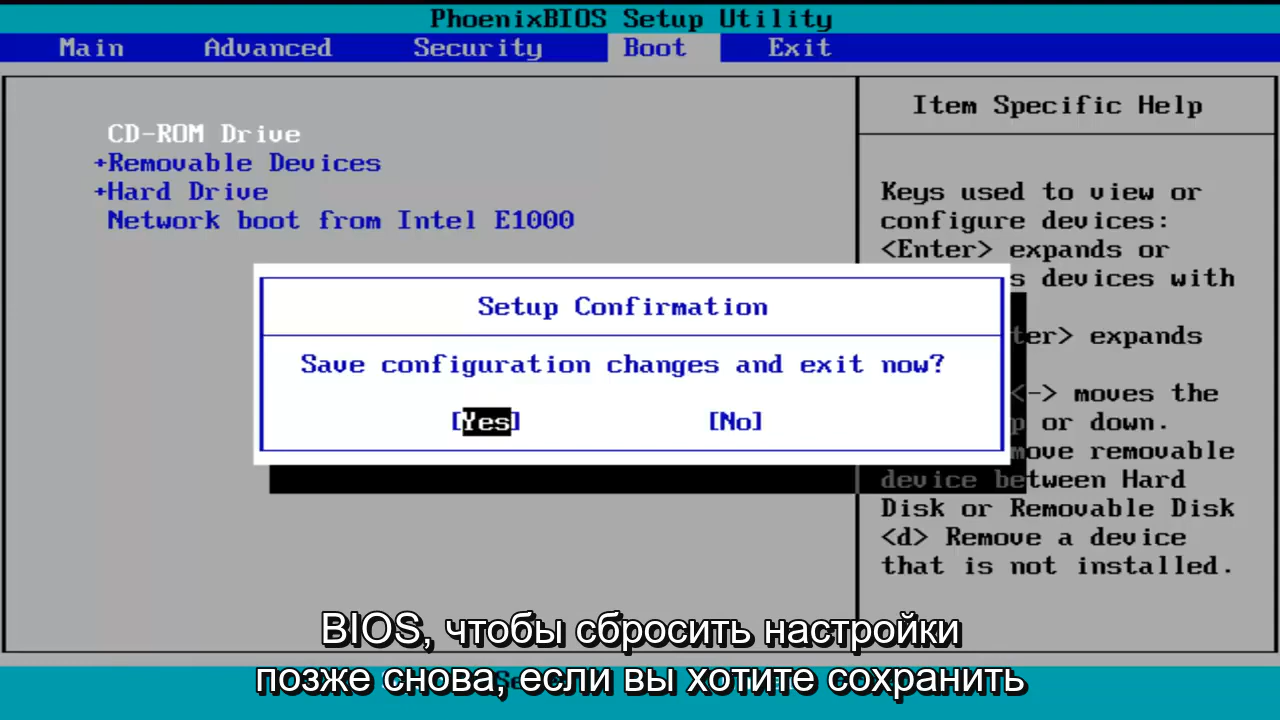 PhoenixBIOS Setup Utility
Main Advanced Security Boot Exit
CD-ROM Drive
+Removable Devices
+Hard Drive
Network boot from Intel E1000
Item Specific Help
Keys used to view or
configure devices:
<Enter> expands or
devices with
expands
<-> moves the
or down.
removable
device between Hard
Disk or Removable Disk
<d> Remove a device
that is not installed.
Setup Confirmation
Save configuration changes and exit now?
[Yes] [No]
BIOS, чтобы сбросить настройки
позже снова, если вы хотите сохранить